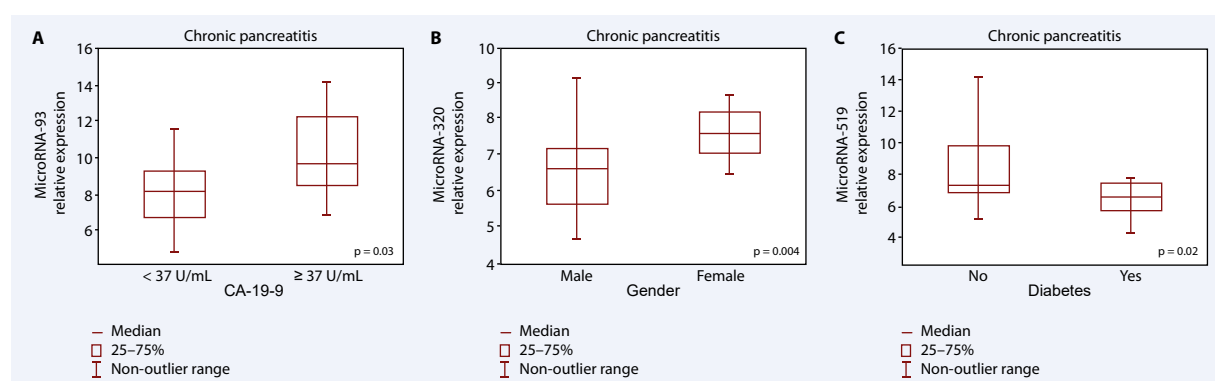 A
Chronic pancreatitis
MicroRNA-93
relative expression
16
14
12
10
8
6
p = 0.03
< 37 U/mL
≥ 37 U/mL
CA-19-9
Median
25–75%
Non-outlier range
B
Chronic pancreatitis
MicroRNA-320
relative expression
10
9
8
7
6
5
4
p = 0.004
Male
Female
Gender
Median
25–75%
Non-outlier range
C
Chronic pancreatitis
MicroRNA-519
relative expression
16
14
12
10
8
6
4
p = 0.02
No
Yes
Diabetes
Median
25–75%
Non-outlier range